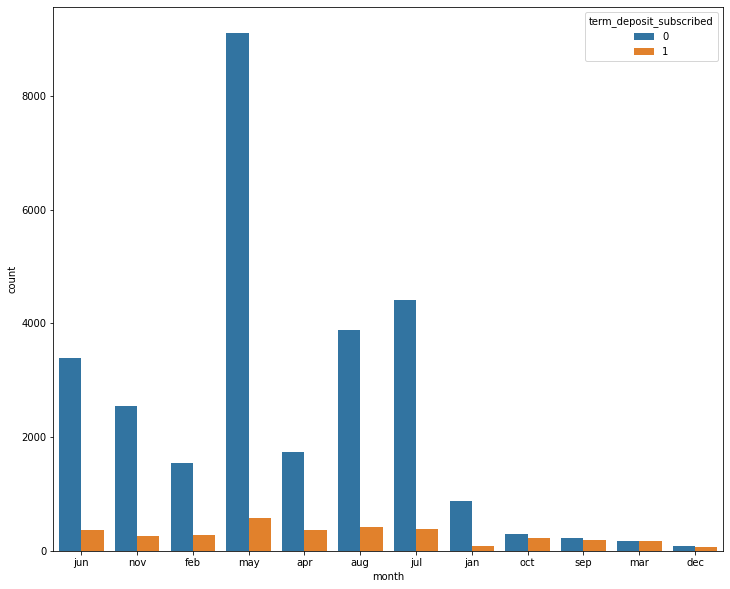 term_deposit_subscribed
0
1
8000
6000
4000
2000
0
count
jun nov feb may apr aug jul jan oct sep mar dec
month